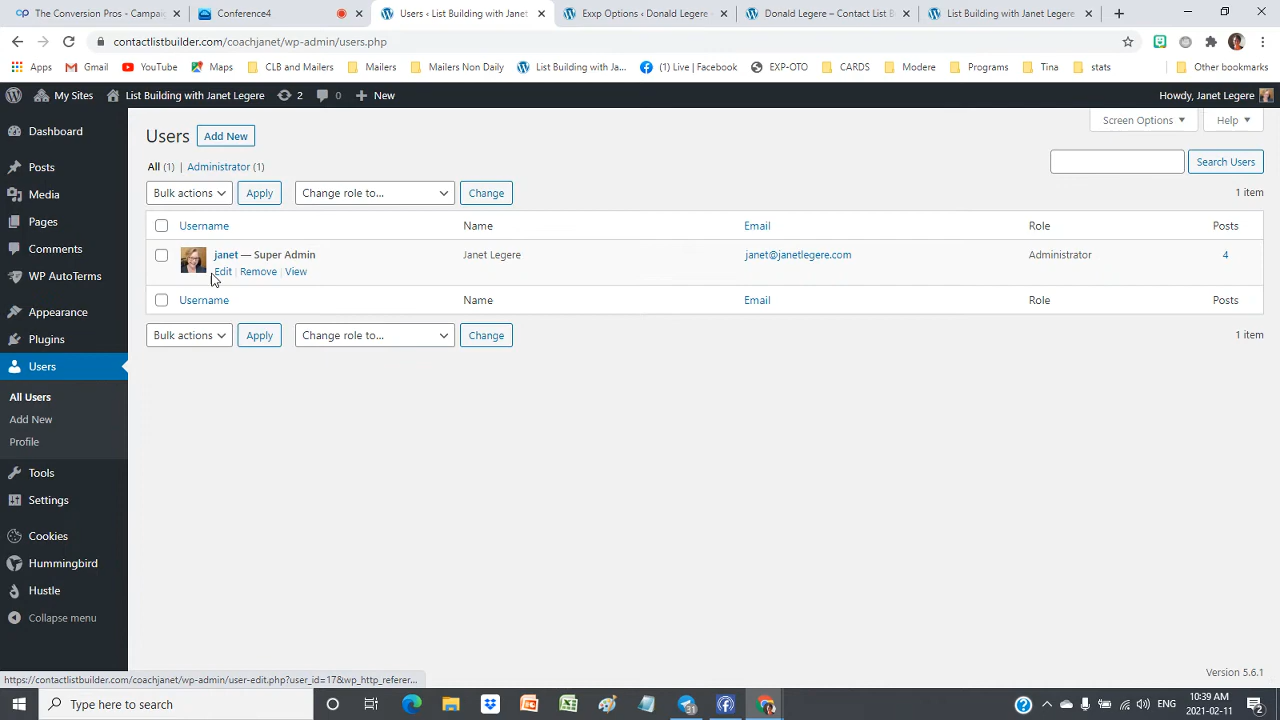 The Conversion Pros - Campai
Conference4
Users ‹ List Building with Janet
Exxp Options - Donald Legere
Donald Legere – Contact List B
List Building with Janet Legere
contactlistbuilder.com/coachjanet/wp-admin/users.php
Apps
Gmail
YouTube
Maps
CLB and Mailers
Mailers
Mailers Non Daily
List Building with Ja...
(1) Live | Facebook
EXP-OTO
CARDS
Modere
Programs
Tina
stats
Other bookmarks
My Sites
List Building with Janet Legere
2
0
New
Howdy, Janet Legere
Dashboard
Posts
Media
Pages
Comments
WP AutoTerms
Appearance
Plugins
Users
All Users
Add New
Profile
Tools
Settings
Cookies
Hummingbird
Hustle
Collapse menu
Screen Options
Help
Users
Add New
All (1) | Administrator (1)
Search Users
Bulk actions
Apply
Change role to...
Change
1 item
Username
Name
Email
Role
Posts
janet — Super Admin
Janet Legere
janet@janetlegere.com
Administrator
4
Edit | Remove | View
Username
Name
Email
Role
Posts
Bulk actions
Apply
Change role to...
Change
1 item
Version 5.6.1
https://contactlistbuilder.com/coachjanet/wp-admin/user-edit.php?user_id=17&wp_http_referer...
Type here to search
31
ENG
10:39 AM
2021-02-11
2